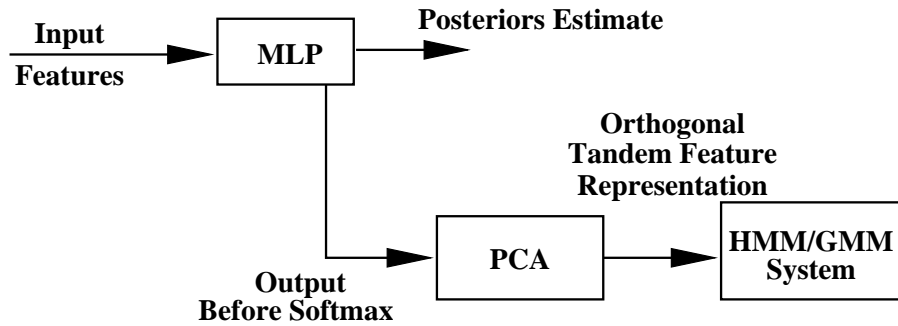 Input
Features
MLP
Posteriors Estimate
Orthogonal
Tandem Feature
Representation
Output
Before Softmax
PCA
HMM/GMM
System